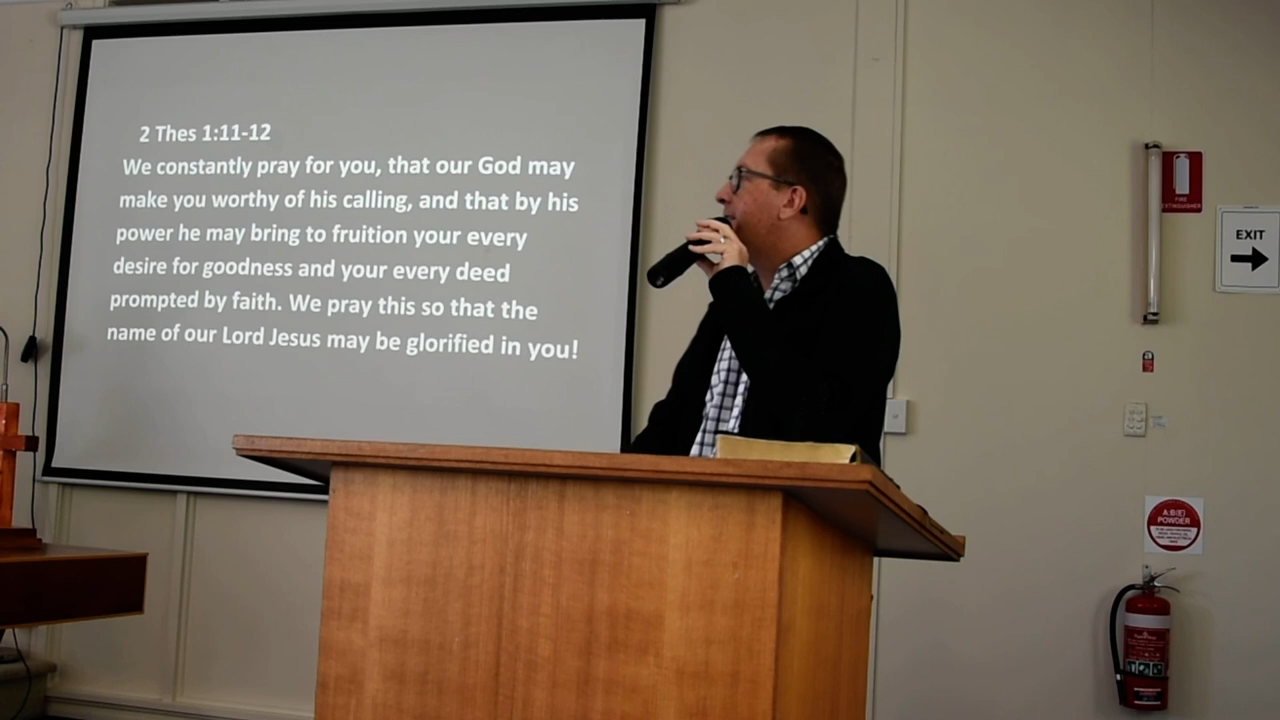 2 Thes 1:11-12
We constantly pray for you, that our God may
make you worthy of his calling, and that by his
power he may bring to fruition your every
desire for goodness and your every deed
prompted by faith. We pray this so that the
name of our Lord Jesus may be glorified in you!
FIRE
EXTINGUISHER
EXIT
A:B(E)
POWDER